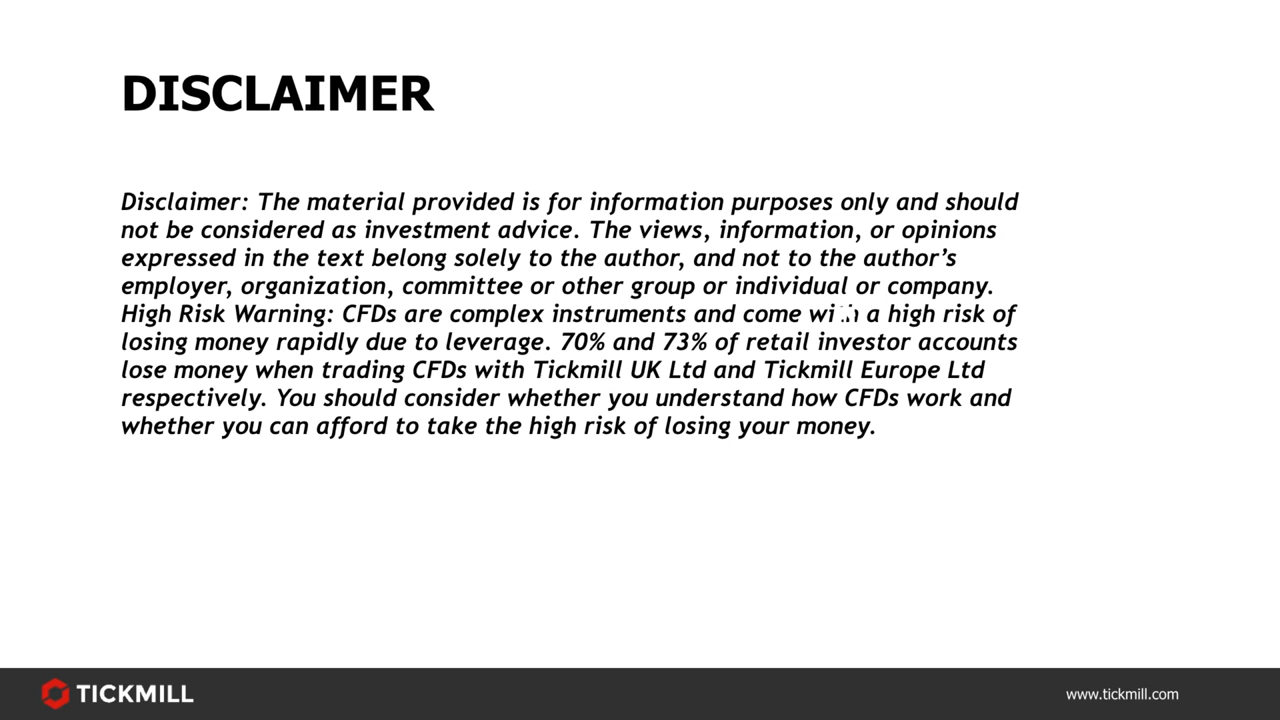 DISCLAIMER
Disclaimer: The material provided is for information purposes only and should
not be considered as investment advice. The views, information, or opinions
expressed in the text belong solely to the author, and not to the author’s
employer, organization, committee or other group or individual or company.
High Risk Warning: CFDs are complex instruments and come with a high risk of
losing money rapidly due to leverage. 70% and 73% of retail investor accounts
lose money when trading CFDs with Tickmill UK Ltd and Tickmill Europe Ltd
respectively. You should consider whether you understand how CFDs work and
whether you can afford to take the high risk of losing your money.
TICKMILL
www.tickmill.com